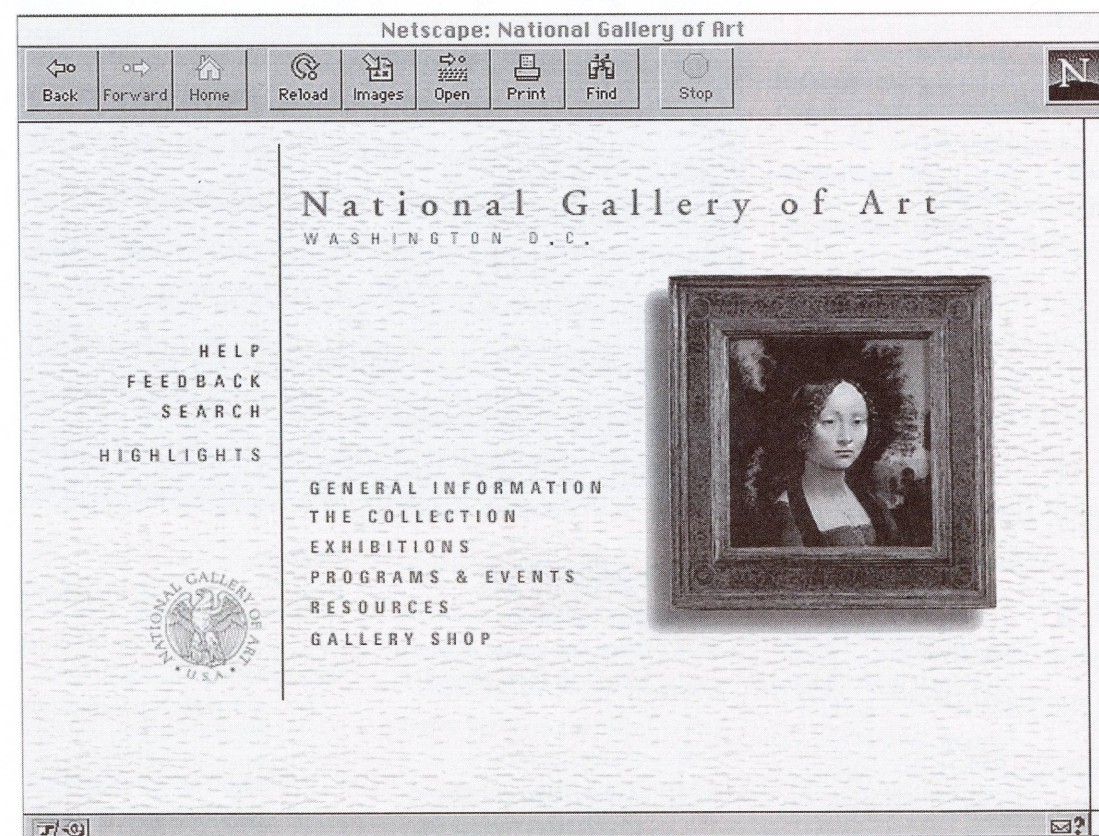 Netscape: National Gallery of Art
Back Forward Home Reload Images Open Print Find Stop
N
National Gallery of Art
WASHINGTON D.C.
HELP
FEEDBACK
SEARCH
HIGHLIGHTS
GENERAL INFORMATION
THE COLLECTION
EXHIBITIONS
PROGRAMS & EVENTS
RESOURCES
GALLERY SHOP
NATIONAL GALLERY OF ART
* U.S.A. *
?